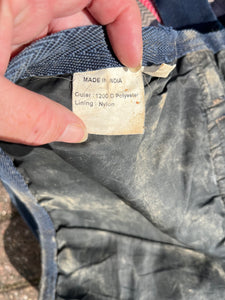 MADE IN INDIA
Outer : 1200 D Polyester
Lining : Nylon